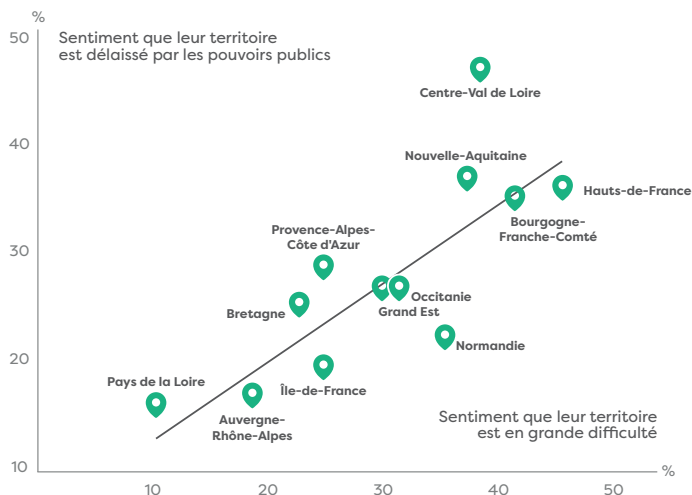 %
50
Sentiment que leur territoire
est délaissé par les pouvoirs publics
Centre-Val de Loire
40
Nouvelle-Aquitaine
Hauts-de-France
Bourgogne-
Franche-Comté
Provence-Alpes-
Côte d'Azur
30
Occitanie
Grand Est
Bretagne
Normandie
20
Pays de la Loire
Île-de-France
Auvergne-
Rhône-Alpes
Sentiment que leur territoire
est en grande difficulté
10
%
10
20
30
40
50